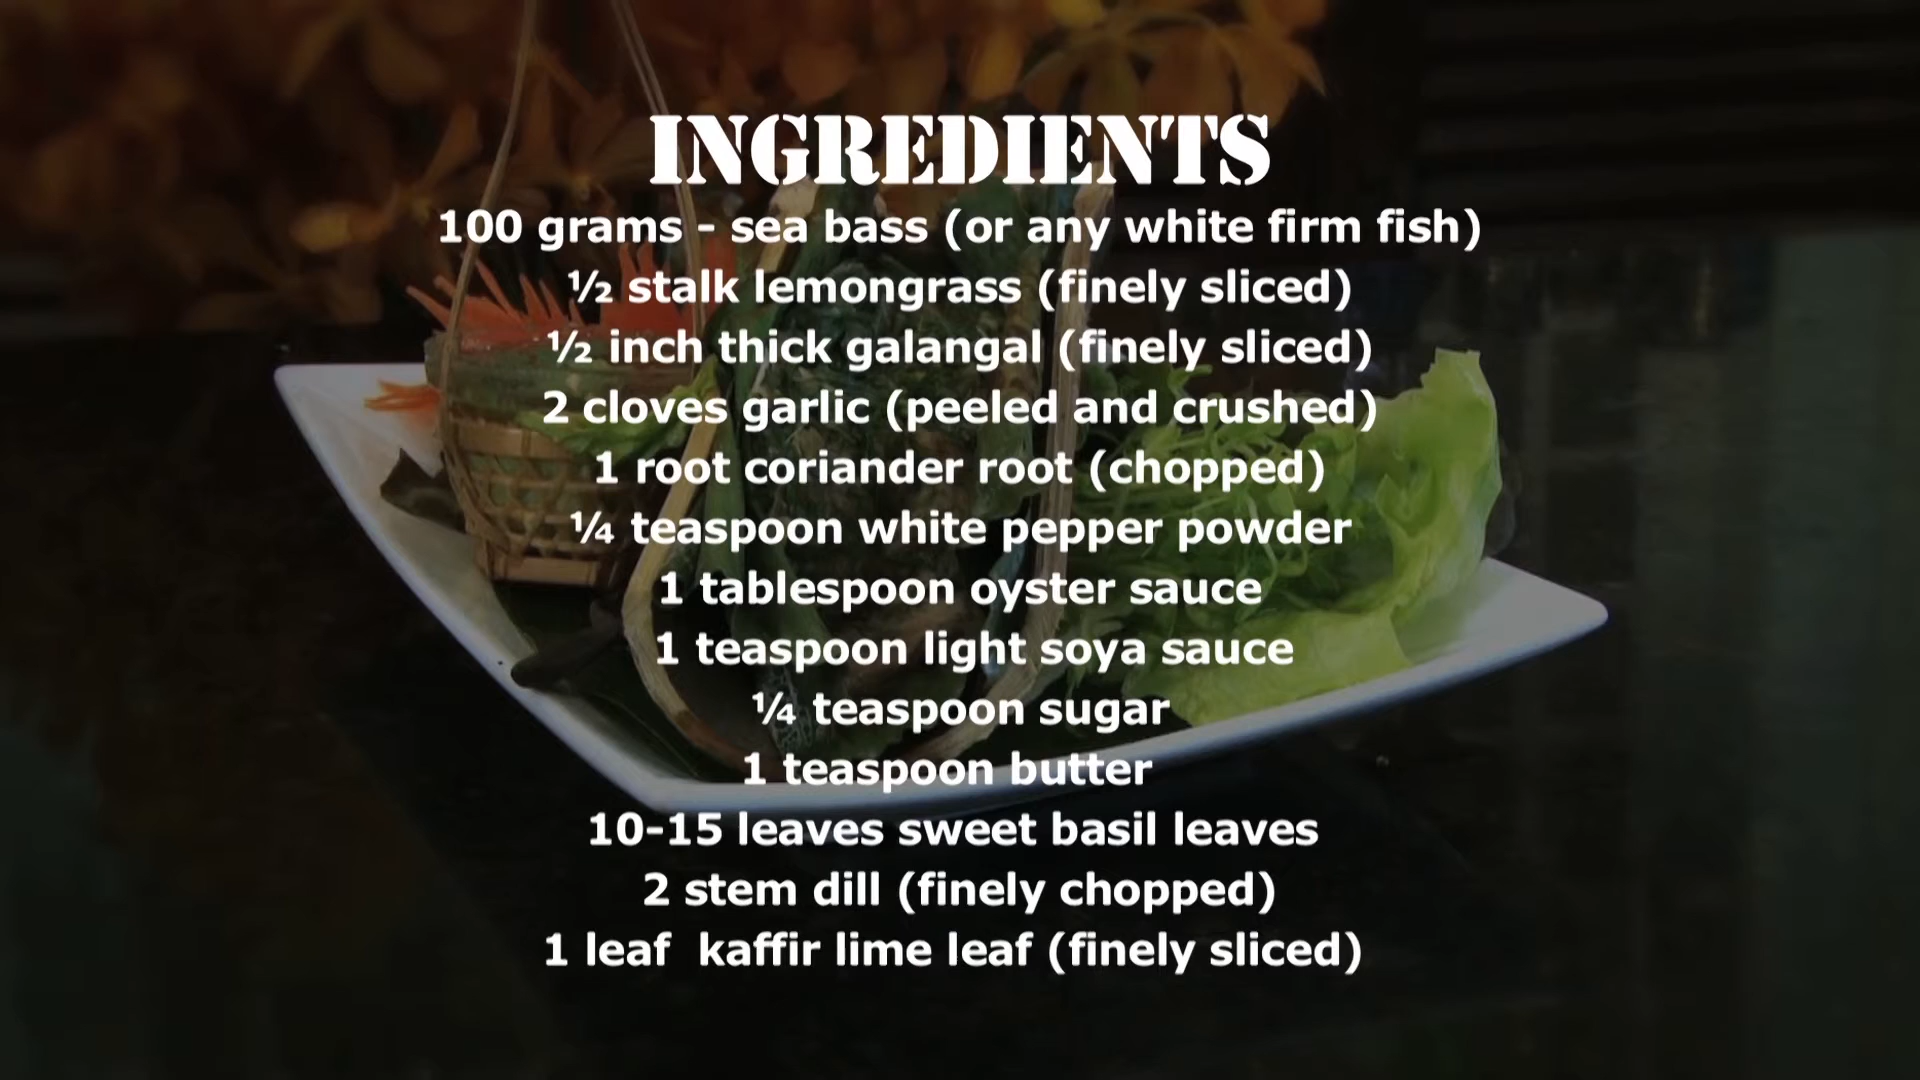 INGREDIENTS
100 grams - sea bass (or any white firm fish)
½ stalk lemongrass (finely sliced)
½ inch thick galangal (finely sliced)
2 cloves garlic (peeled and crushed)
1 root coriander root (chopped)
¼ teaspoon white pepper powder
1 tablespoon oyster sauce
1 teaspoon light soya sauce
¼ teaspoon sugar
1 teaspoon butter
10-15 leaves sweet basil leaves
2 stem dill (finely chopped)
1 leaf  kaffir lime leaf (finely sliced)